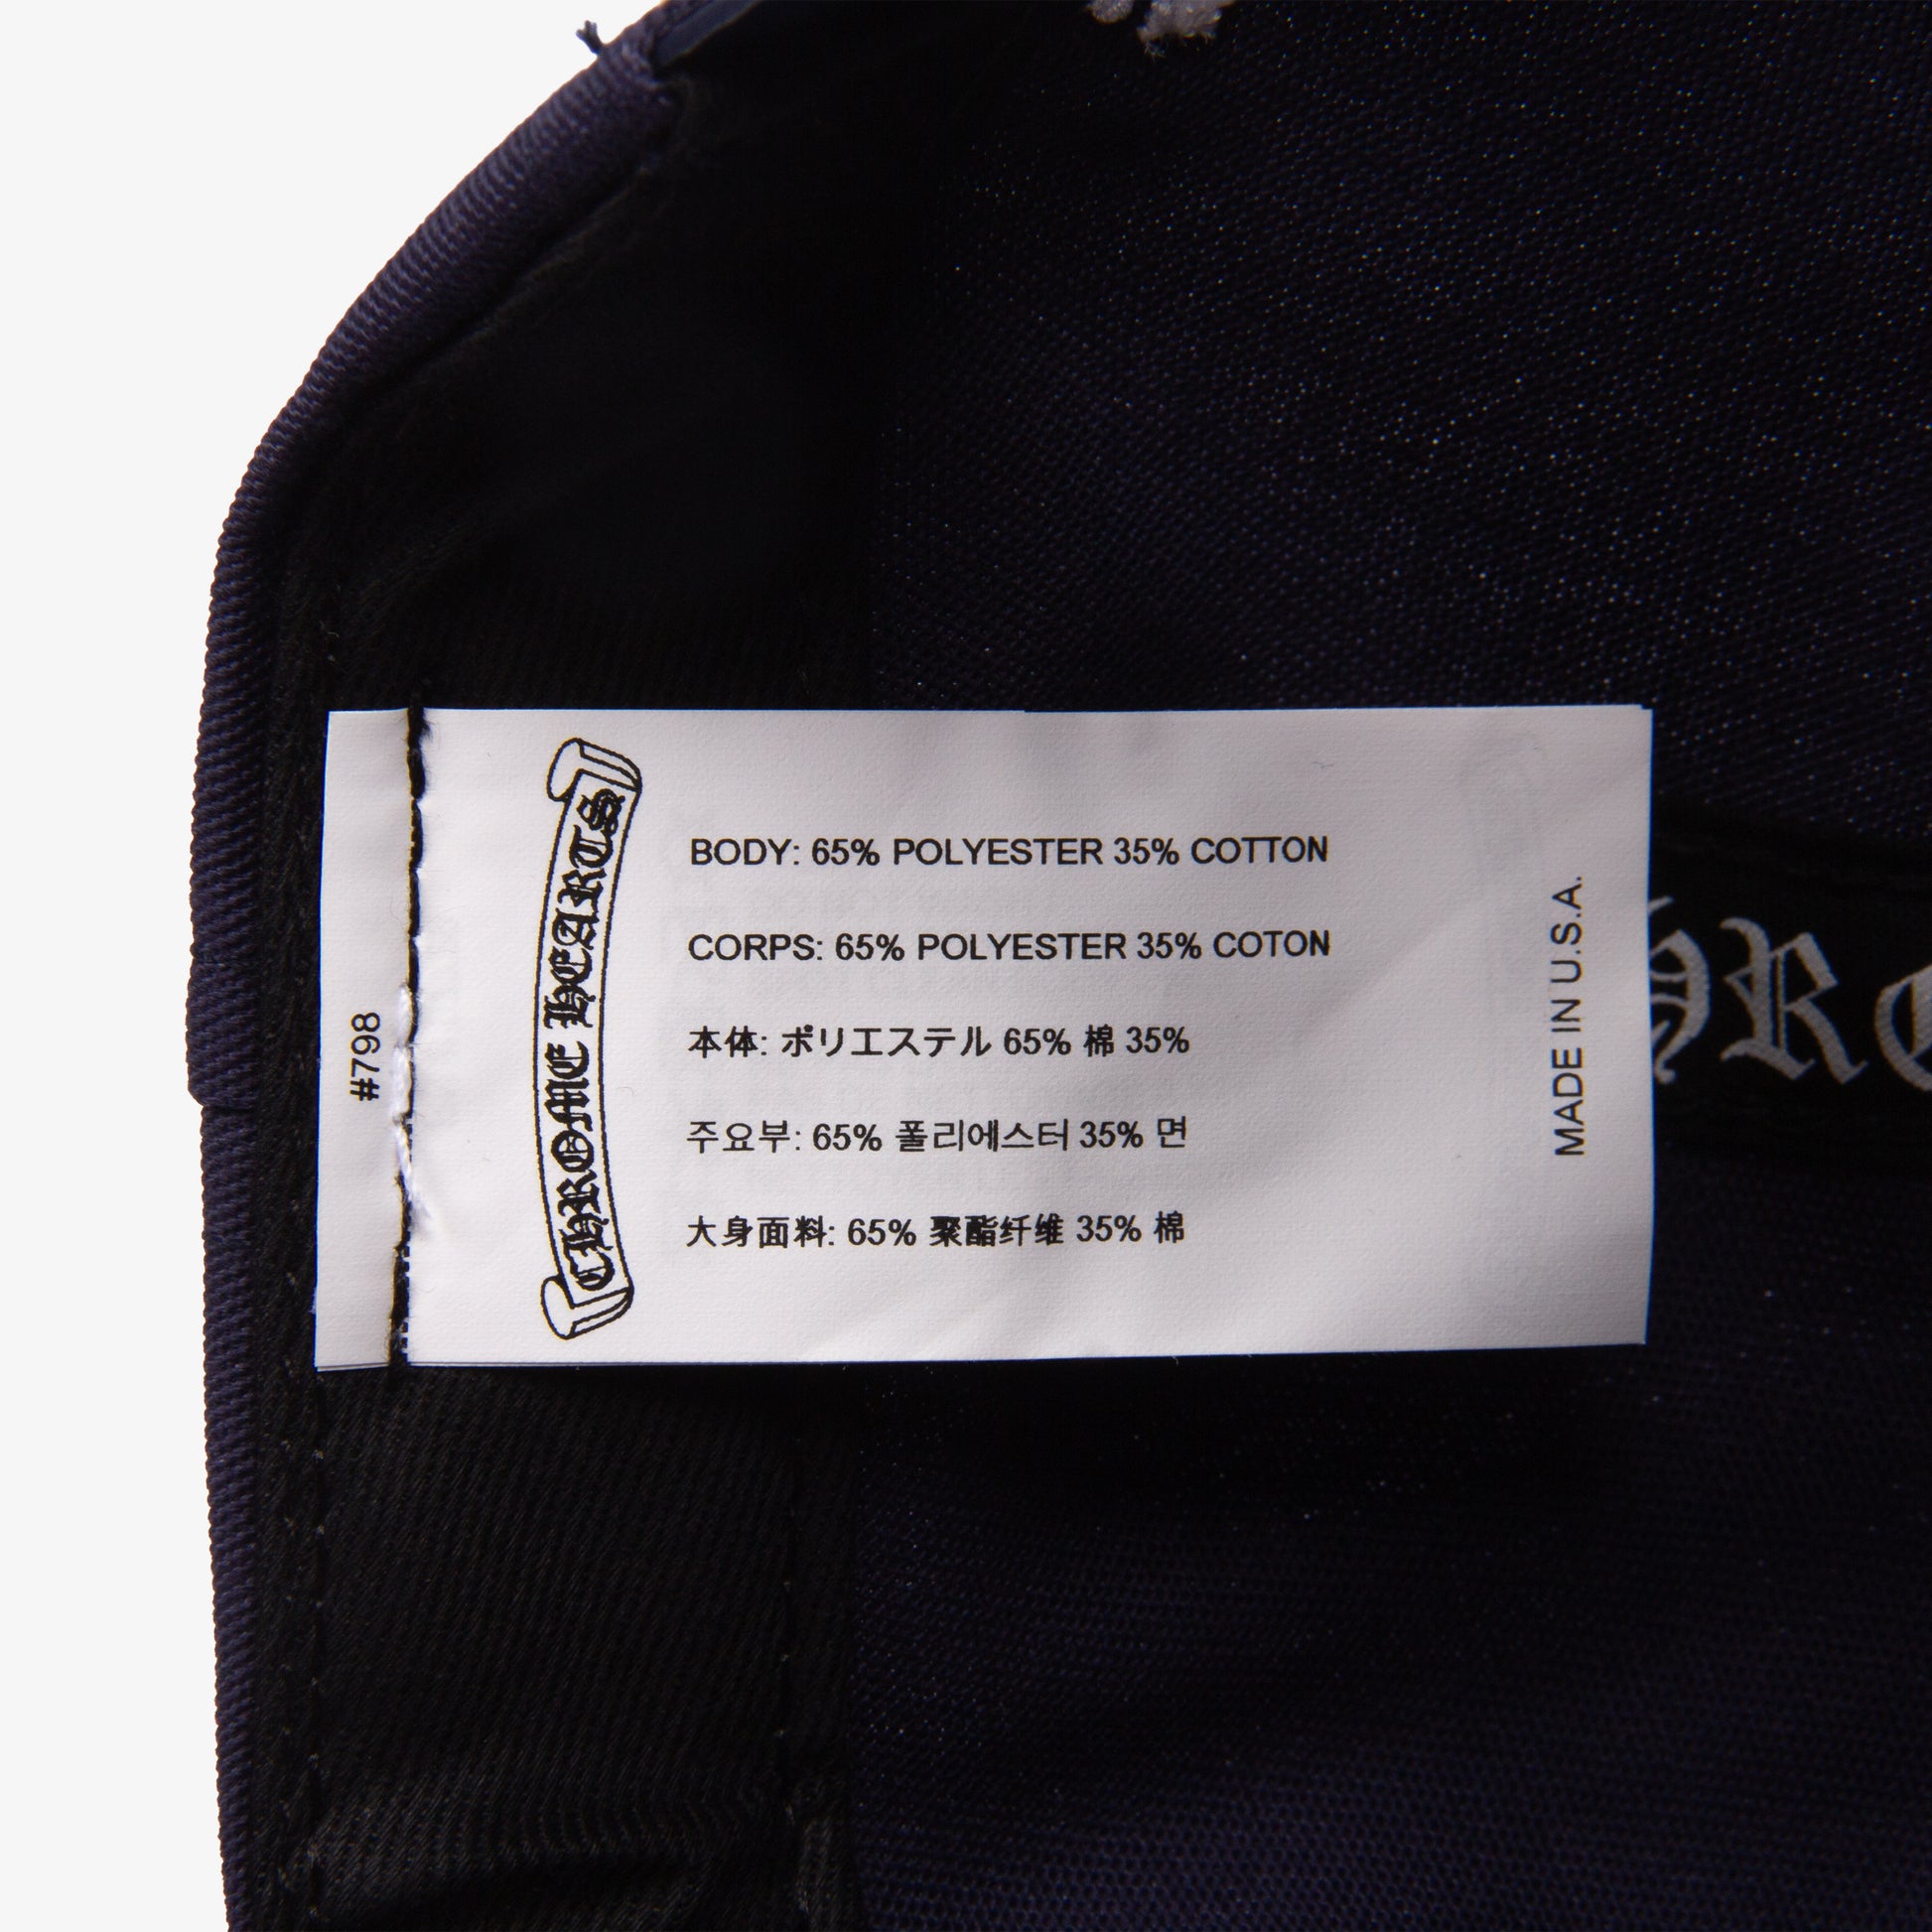 #798
CHROME HEARTS
BODY: 65% POLYESTER 35% COTTON
CORPS: 65% POLYESTER 35% COTON
本体: ポリエステル 65% 棉 35%
주요부: 65% 폴리에스터 35% 면
大身面料: 65% 聚酯纤维 35% 棉
MADE IN U.S.A.